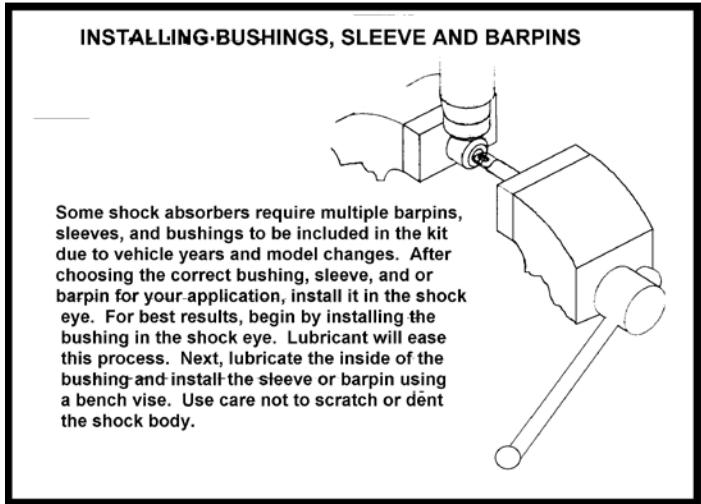 INSTALLING BUSHINGS, SLEEVE AND BARPINS
Some shock absorbers require multiple barpins,
sleeves, and bushings to be included in the kit
due to vehicle years and model changes. After
choosing the correct bushing, sleeve, and or
barpin for your application, install it in the shock
eye. For best results, begin by installing the
bushing in the shock eye. Lubricant will ease
this process. Next, lubricate the inside of the
bushing and install the sleeve or barpin using
a bench vise. Use care not to scratch or dent
the shock body.